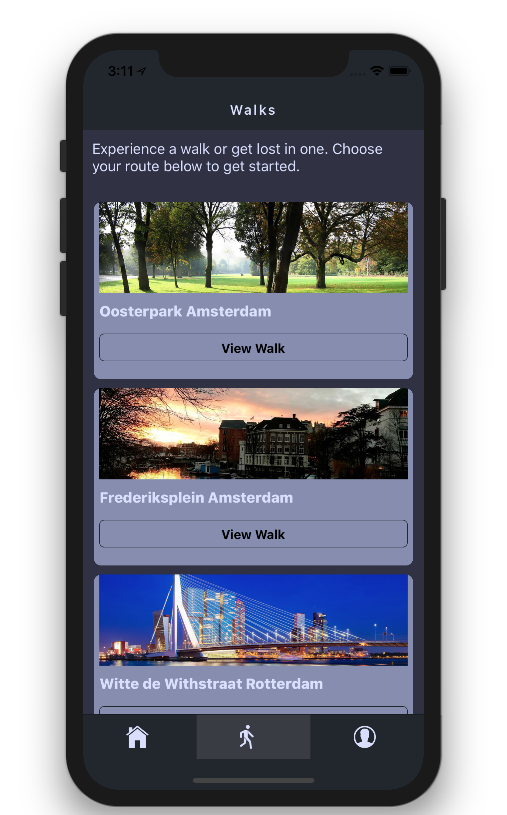 3:11
Walks
Experience a walk or get lost in one. Choose
your route below to get started.
Oosterpark Amsterdam
View Walk
Frederiksplein Amsterdam
View Walk
Witte de Withstraat Rotterdam